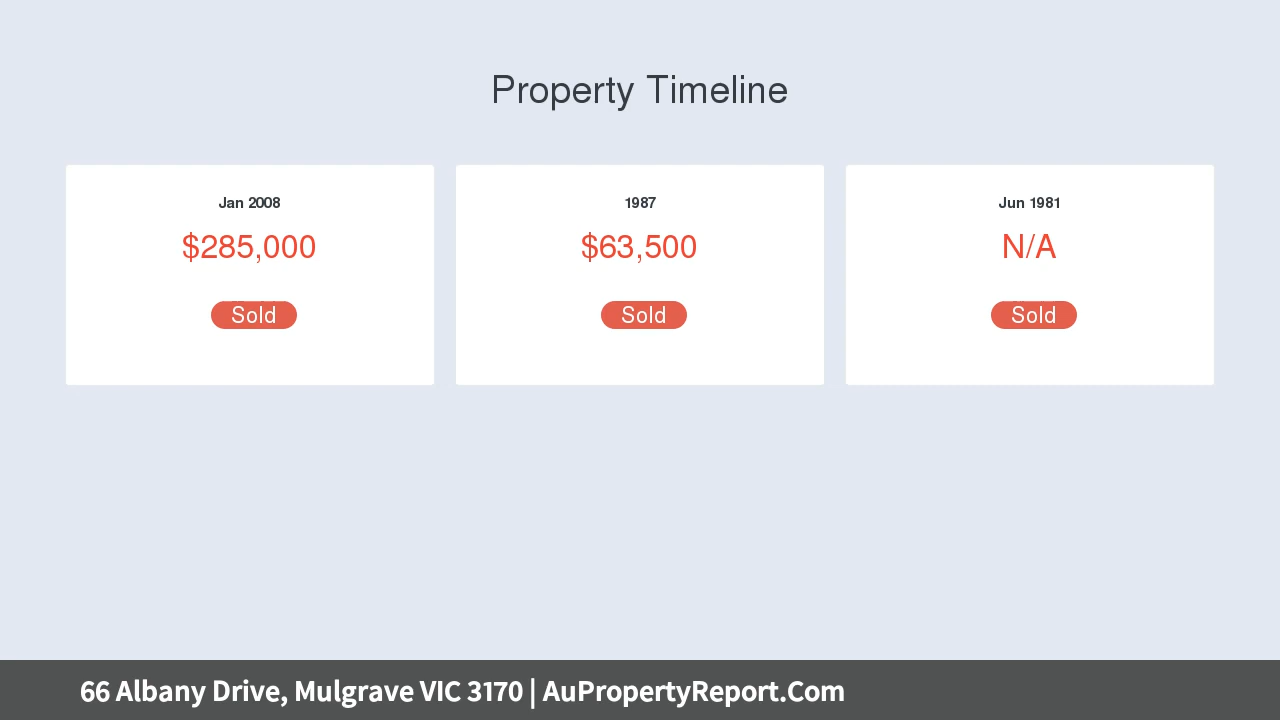 Property Timeline
Jan 2008
$285,000
Sold
1987
$63,500
Sold
Jun 1981
N/A
Sold
66 Albany Drive, Mulgrave VIC 3170 | AuPropertyReport.Com